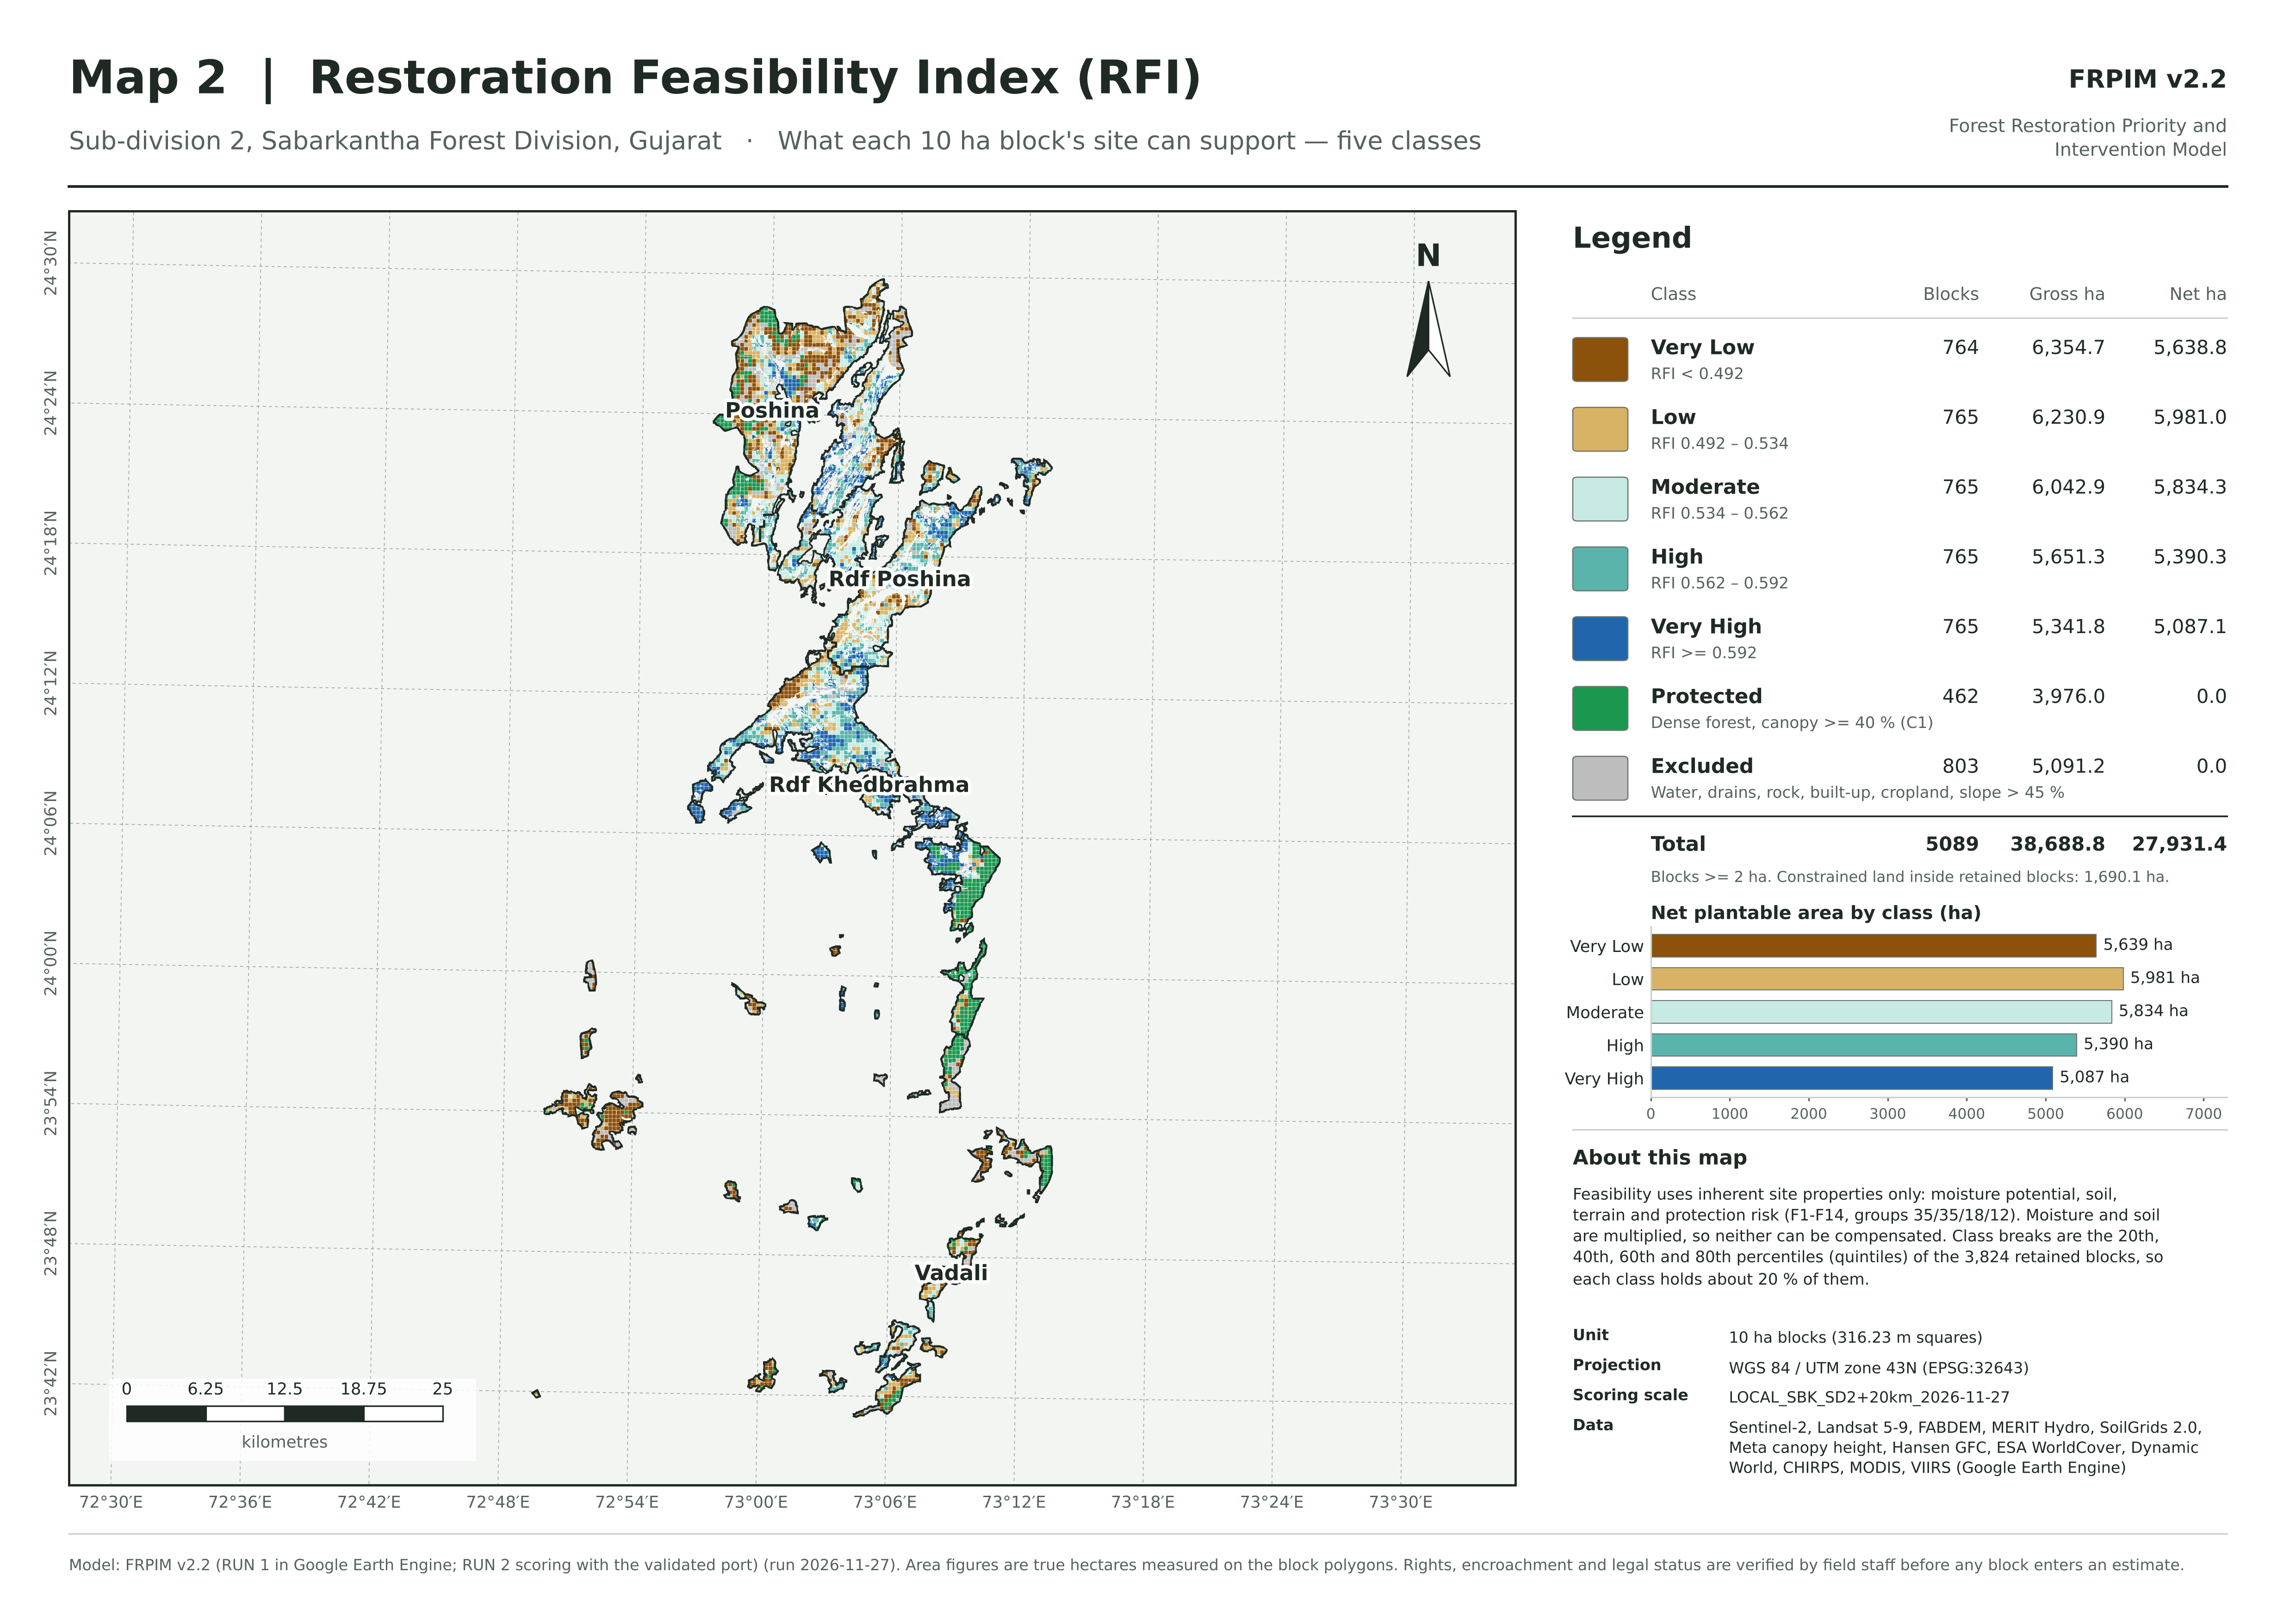 Map 2 | Restoration Feasibility Index (RFI)
FRPIM v2.2
Sub-division 2, Sabarkantha Forest Division, Gujarat · What each 10 ha block's site can support — five classes
Forest Restoration Priority and
Intervention Model
24°30′N
24°24′N
24°18′N
24°12′N
24°06′N
24°00′N
23°54′N
23°48′N
23°42′N
N
Poshina
Rdf Poshina
Rdf Khedbrahma
Vadali
0 6.25 12.5 18.75 25
kilometres
72°30′E 72°36′E 72°42′E 72°48′E 72°54′E 73°00′E 73°06′E 73°12′E 73°18′E 73°24′E 73°30′E
Legend
Class Blocks Gross ha Net ha
Very Low 764 6,354.7 5,638.8
RFI < 0.492
Low 765 6,230.9 5,981.0
RFI 0.492 – 0.534
Moderate 765 6,042.9 5,834.3
RFI 0.534 – 0.562
High 765 5,651.3 5,390.3
RFI 0.562 – 0.592
Very High 765 5,341.8 5,087.1
RFI >= 0.592
Protected 462 3,976.0 0.0
Dense forest, canopy >= 40 % (C1)
Excluded 803 5,091.2 0.0
Water, drains, rock, built-up, cropland, slope > 45 %
Total 5089 38,688.8 27,931.4
Blocks >= 2 ha. Constrained land inside retained blocks: 1,690.1 ha.
Net plantable area by class (ha)
Very Low 5,639 ha
Low 5,981 ha
Moderate 5,834 ha
High 5,390 ha
Very High 5,087 ha
0 1000 2000 3000 4000 5000 6000 7000
About this map
Feasibility uses inherent site properties only: moisture potential, soil,
terrain and protection risk (F1-F14, groups 35/35/18/12). Moisture and soil
are multiplied, so neither can be compensated. Class breaks are the 20th,
40th, 60th and 80th percentiles (quintiles) of the 3,824 retained blocks, so
each class holds about 20 % of them.
Unit 10 ha blocks (316.23 m squares)
Projection WGS 84 / UTM zone 43N (EPSG:32643)
Scoring scale LOCAL_SBK_SD2+20km_2026-11-27
Data Sentinel-2, Landsat 5-9, FABDEM, MERIT Hydro, SoilGrids 2.0,
Meta canopy height, Hansen GFC, ESA WorldCover, Dynamic
World, CHIRPS, MODIS, VIIRS (Google Earth Engine)
Model: FRPIM v2.2 (RUN 1 in Google Earth Engine; RUN 2 scoring with the validated port) (run 2026-11-27). Area figures are true hectares measured on the block polygons. Rights, encroachment and legal status are verified by field staff before any block enters an estimate.